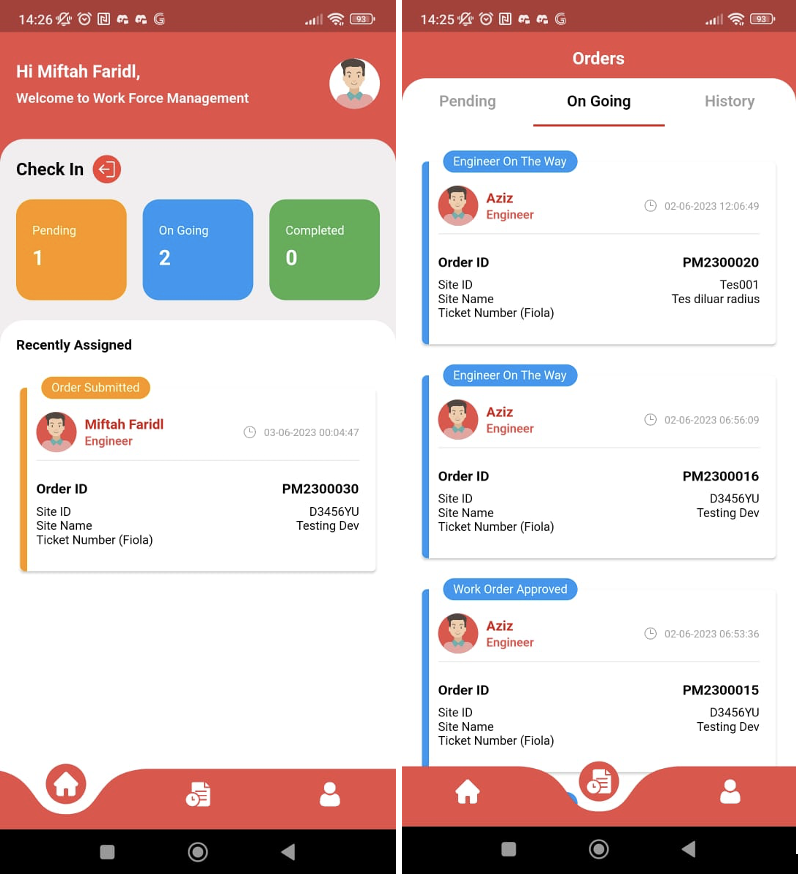 14:26
93
Hi Miftah Faridl,
Welcome to Work Force Management
Check In
Pending
1
On Going
2
Completed
0
Recently Assigned
Order Submitted
Miftah Faridl
Engineer
03-06-2023 00:04:47
Order ID PM2300030
Site ID D3456YU
Site Name Testing Dev
Ticket Number (Fiola)
14:25
93
Orders
Pending On Going History
Engineer On The Way
Aziz
Engineer
02-06-2023 12:06:49
Order ID PM2300020
Site ID Tes001
Site Name Tes diluar radius
Ticket Number (Fiola)
Engineer On The Way
Aziz
Engineer
02-06-2023 06:56:09
Order ID PM2300016
Site ID D3456YU
Site Name Testing Dev
Ticket Number (Fiola)
Work Order Approved
Aziz
Engineer
02-06-2023 06:53:36
Order ID PM2300015
Site ID D3456YU
Site Name Testing Dev
Ticket Number (Fiola)